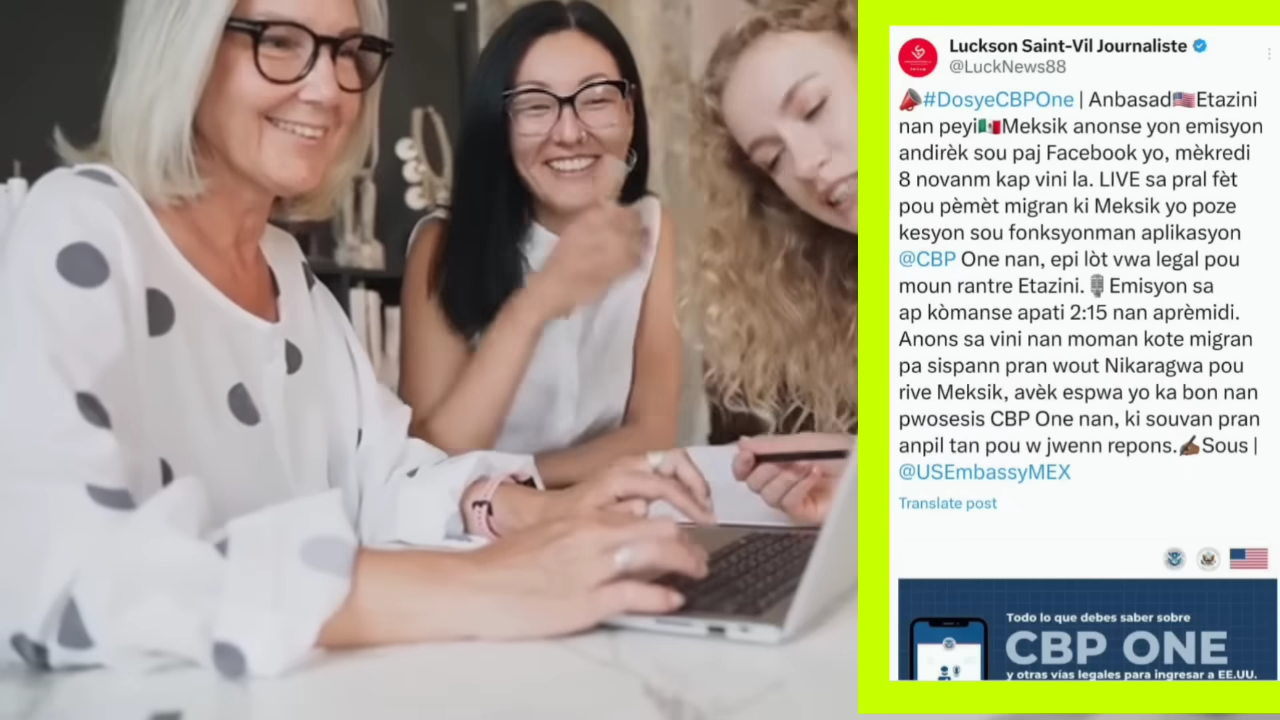 Luckson Saint-Vil Journaliste
@LuckNews88
📣#DosyeCBPOne | Anbasad🇺🇸Etazini
nan peyi🇲🇽Meksik anonse yon emisyon
andirèk sou paj Facebook yo, mèkredi
8 novanm kap vini la. LIVE sa pral fèt
pou pèmèt migran ki Meksik yo poze
kesyon sou fonksyonman aplikasyon
@CBP One nan, epi lòt vwa legal pou
moun rantre Etazini.🎙Emisyon sa
ap kòmanse apati 2:15 nan aprèmidi.
Anons sa vini nan moman kote migran
pa sispann pran wout Nikaragwa pou
rive Meksik, avèk espwa yo ka bon nan
pwosesis CBP One nan, ki souvan pran
anpil tan pou w jwenn repons.✍🏾Sous |
@USEmbassyMEX
Translate post
Todo lo que debes saber sobre
CBP ONE
y otras vías legales para ingresar a EE.UU.